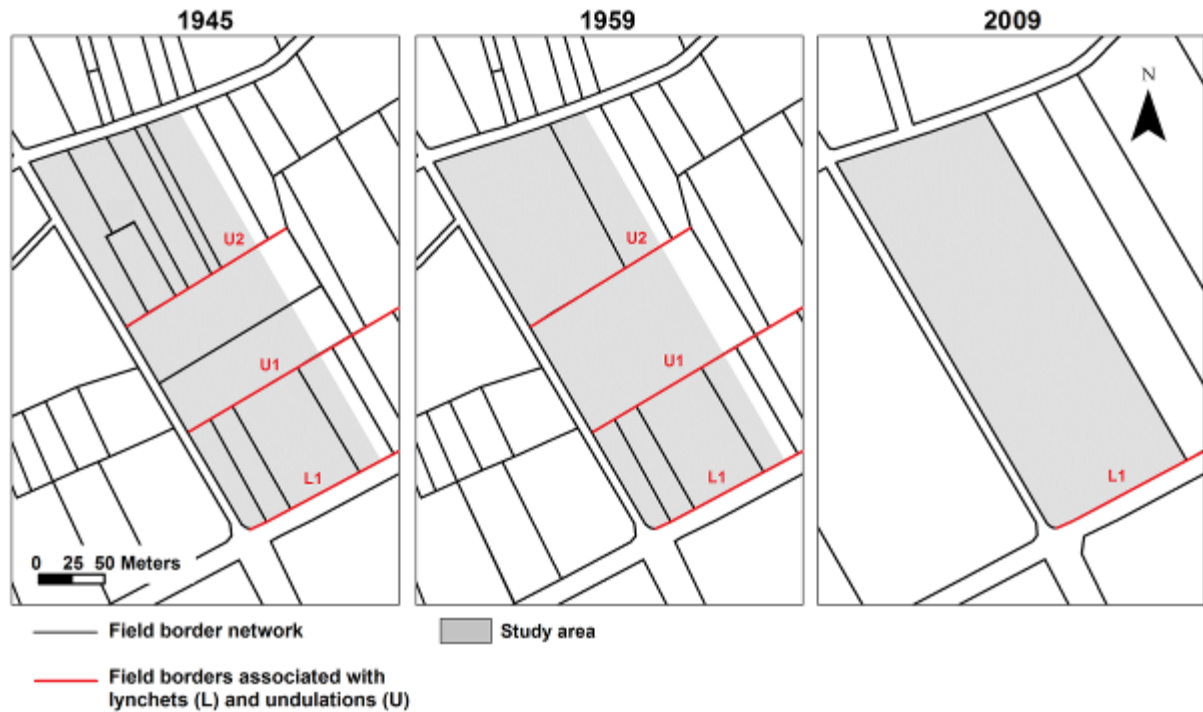 1945
1959
2009
U2
U1
L1
U2
U1
L1
N
L1
0 25 50 Meters
Field border network
Study area
Field borders associated with
lynchets (L) and undulations (U)